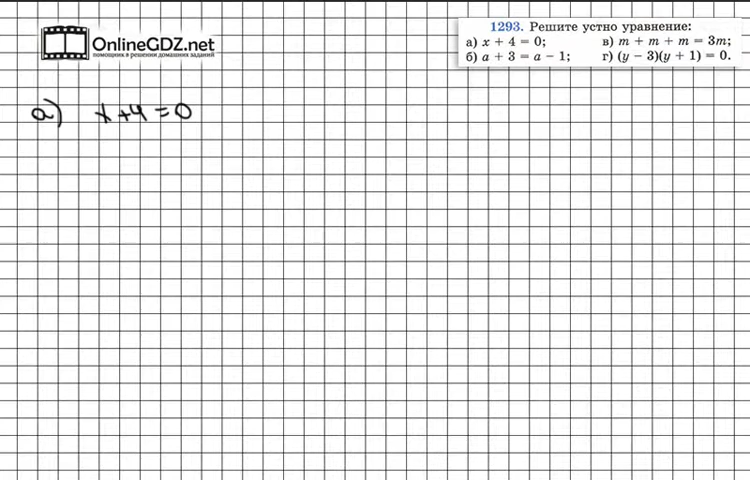 OnlineGDZ.net
помощник в решении домашних заданий
1293. Решите устно уравнение:
а) x + 4 = 0; в) m + m + m = 3m;
б) a + 3 = a − 1; г) (y − 3)(y + 1) = 0.
а) x+4=0